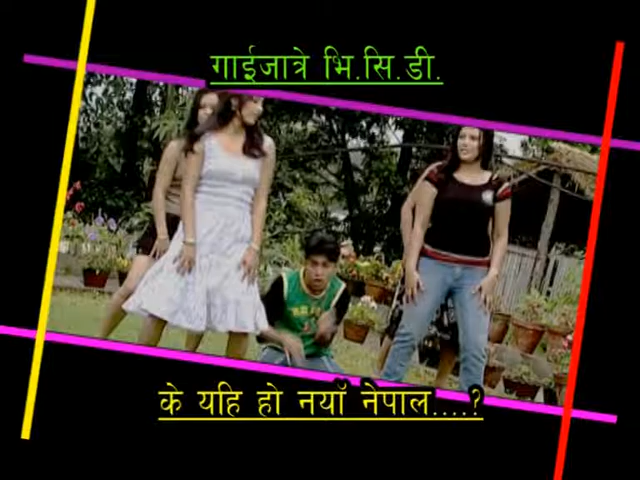 गाईजात्रे भि.सि.डी.
के यहि हो नयाँ नेपाल....?